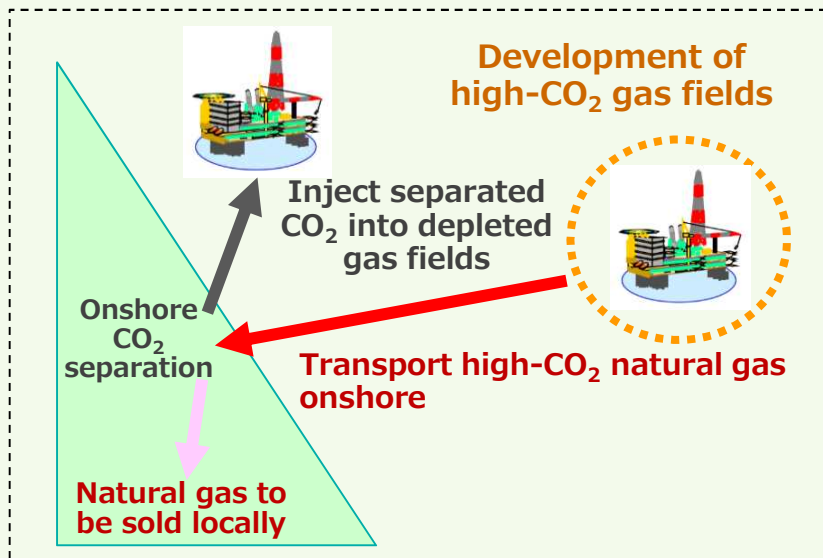 Development of
high-CO₂ gas fields
Inject separated
CO₂ into depleted
gas fields
Onshore
CO₂
separation
Transport high-CO₂ natural gas
onshore
Natural gas to
be sold locally